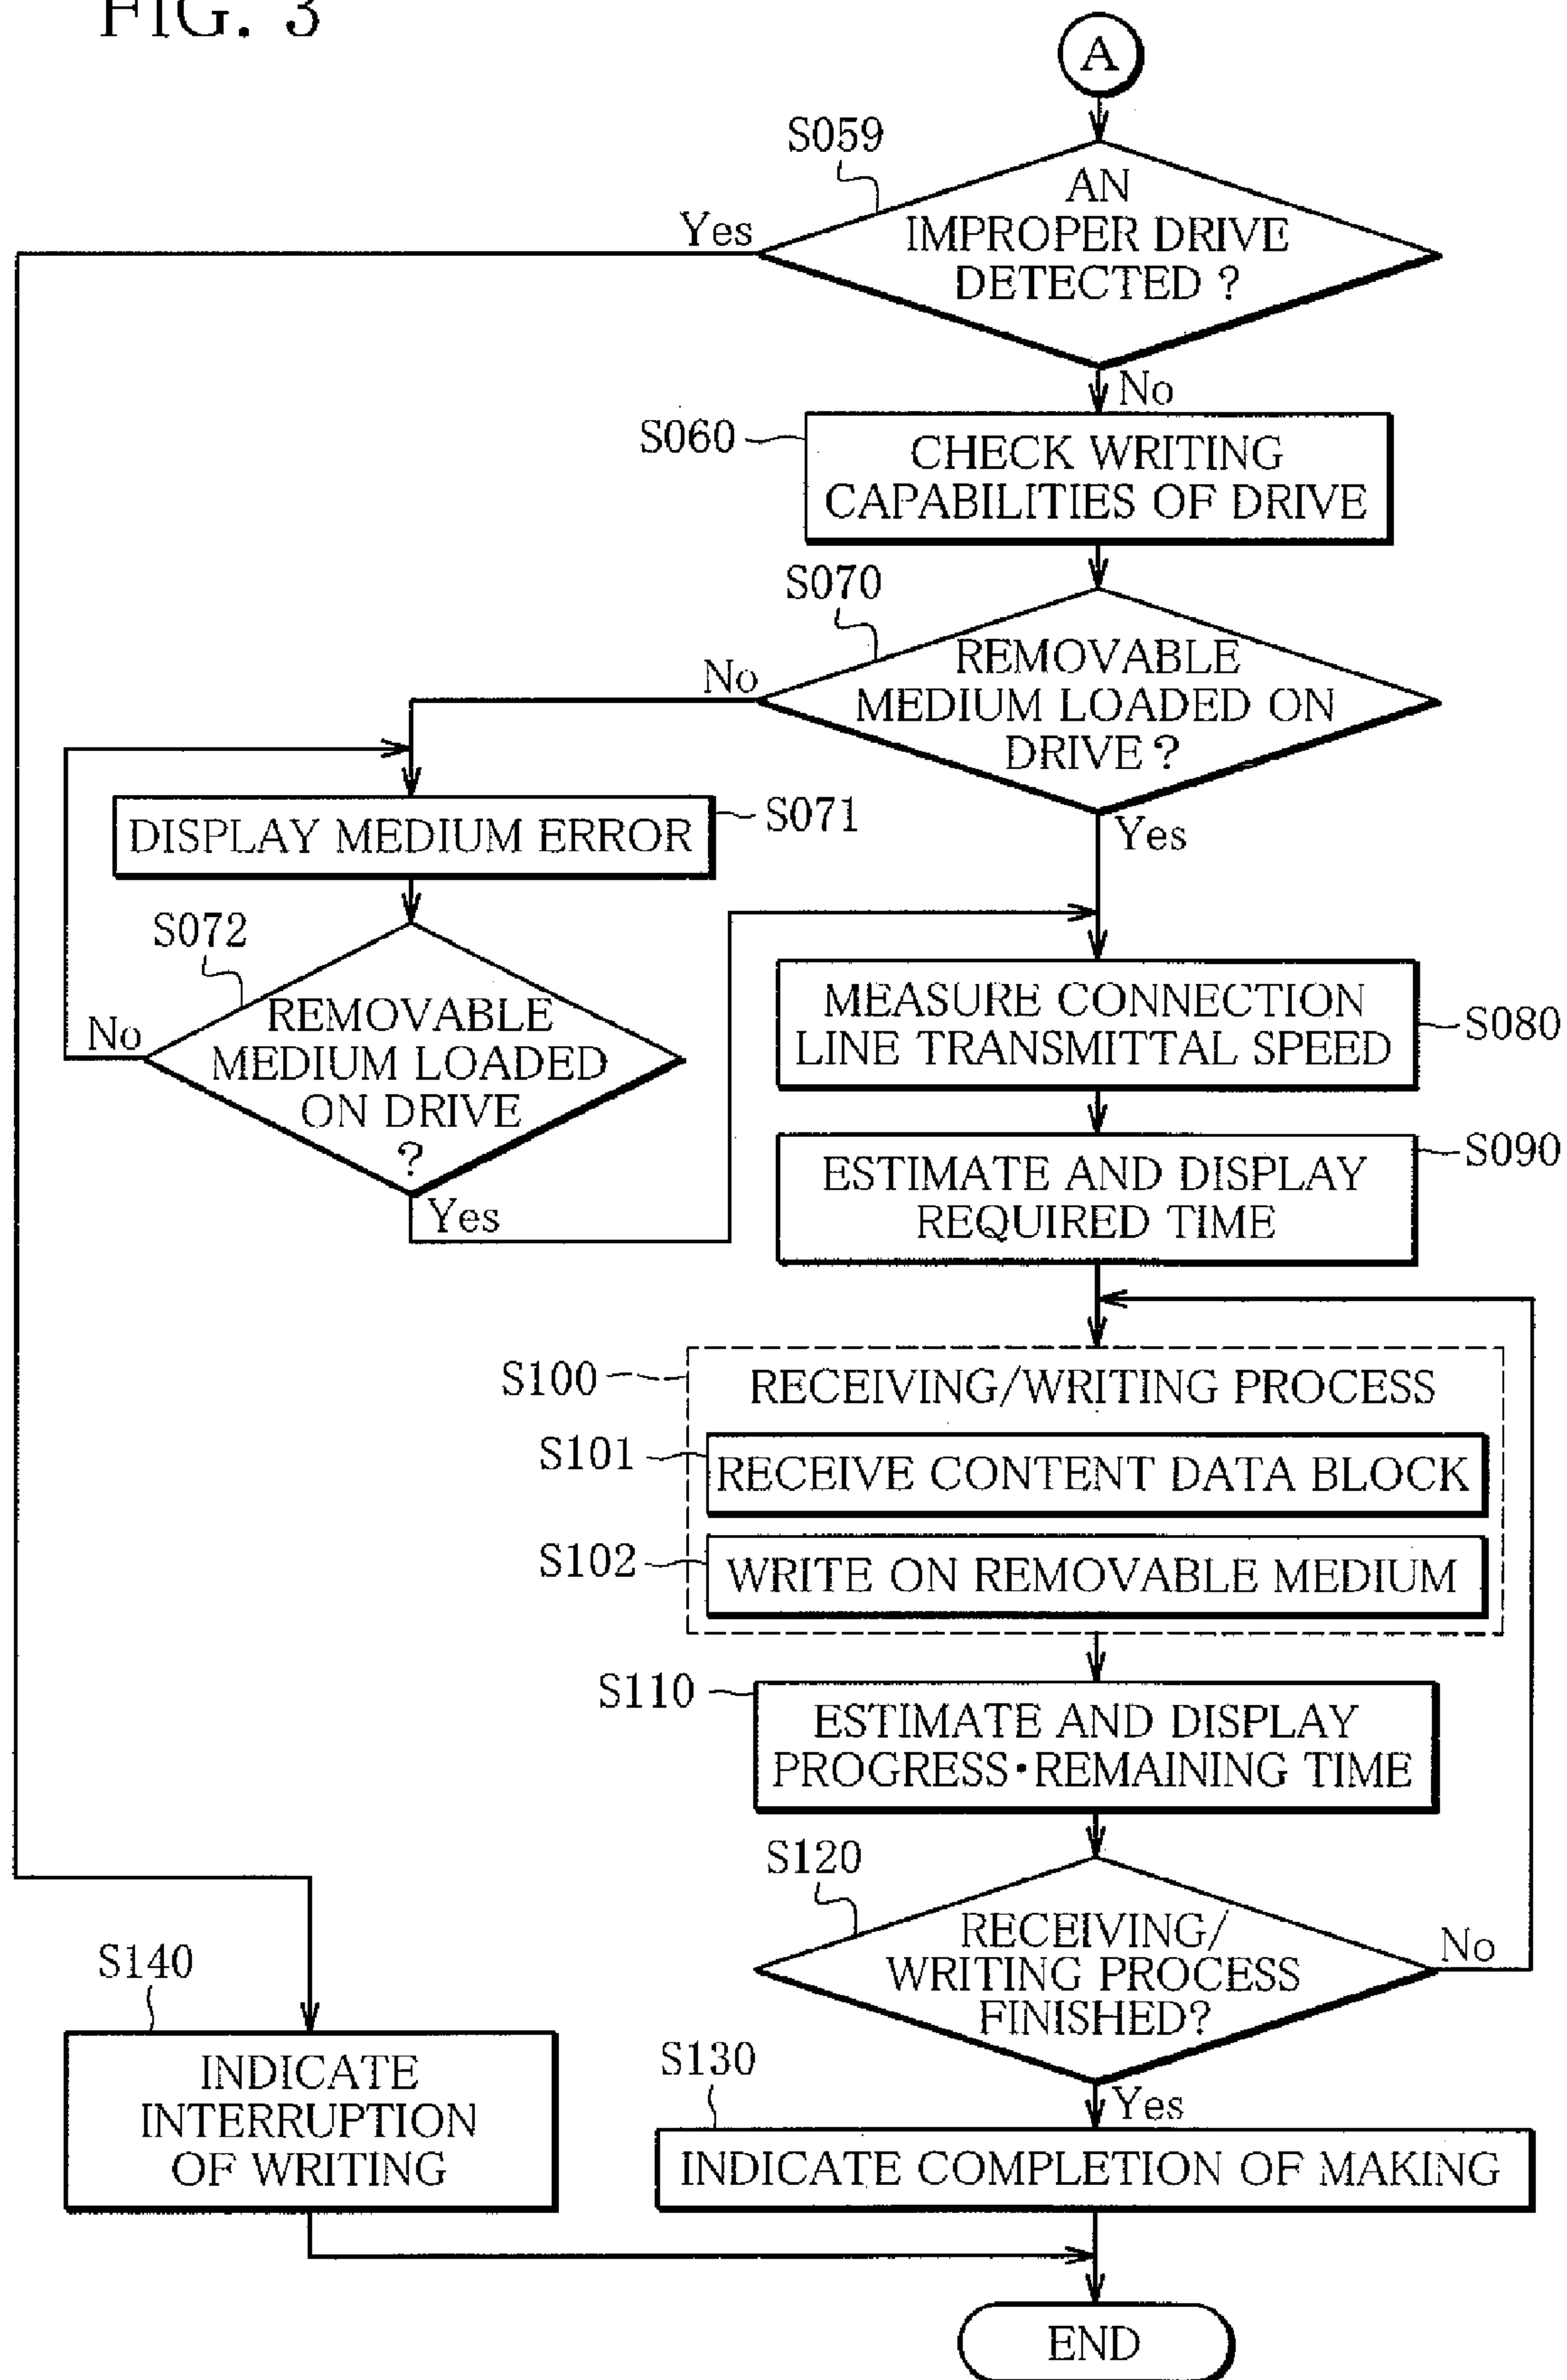 FIG. 3
A
S059
AN
IMPROPER DRIVE
DETECTED ?
Yes
No
S060
CHECK WRITING
CAPABILITIES OF DRIVE
S070
REMOVABLE
MEDIUM LOADED ON
DRIVE ?
No
Yes
DISPLAY MEDIUM ERROR
S071
S072
REMOVABLE
MEDIUM LOADED
ON DRIVE
?
No
Yes
MEASURE CONNECTION
LINE TRANSMITTAL SPEED
S080
ESTIMATE AND DISPLAY
REQUIRED TIME
S090
S100
RECEIVING/WRITING PROCESS
S101
RECEIVE CONTENT DATA BLOCK
S102
WRITE ON REMOVABLE MEDIUM
S110
ESTIMATE AND DISPLAY
PROGRESS・REMAINING TIME
S120
RECEIVING/
WRITING PROCESS
FINISHED?
No
Yes
S140
INDICATE
INTERRUPTION
OF WRITING
S130
INDICATE COMPLETION OF MAKING
END